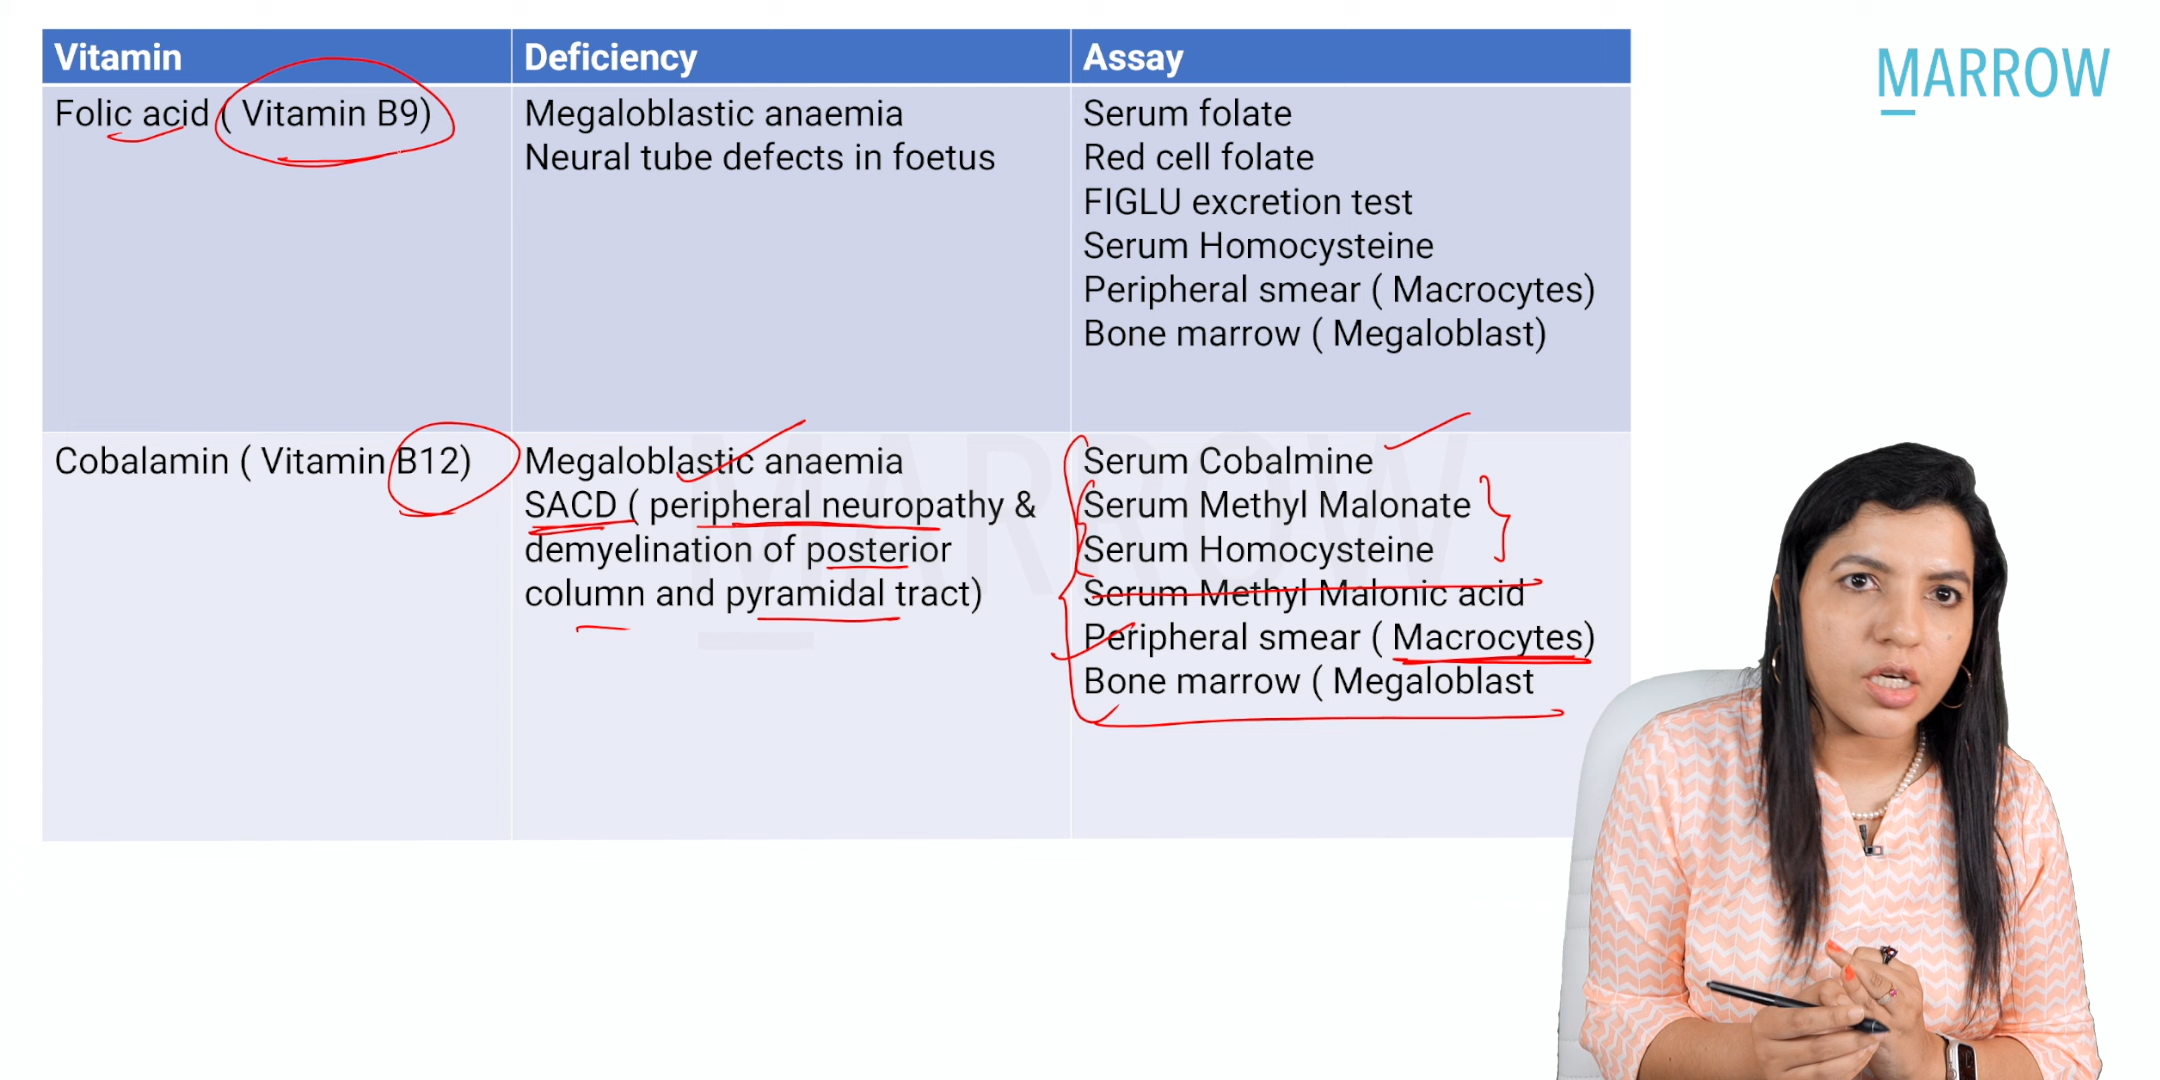 MARROW
Vitamin
Deficiency
Assay
Folic acid ( Vitamin B9)
Megaloblastic anaemia
Neural tube defects in foetus
Serum folate
Red cell folate
FIGLU excretion test
Serum Homocysteine
Peripheral smear ( Macrocytes)
Bone marrow ( Megaloblast)
Cobalamin ( Vitamin B12)
Megaloblastic anaemia
SACD ( peripheral neuropathy &
demyelination of posterior
column and pyramidal tract)
Serum Cobalmine
Serum Methyl Malonate
Serum Homocysteine
Serum Methyl Malonic acid
Peripheral smear ( Macrocytes)
Bone marrow ( Megaloblast
MARROW